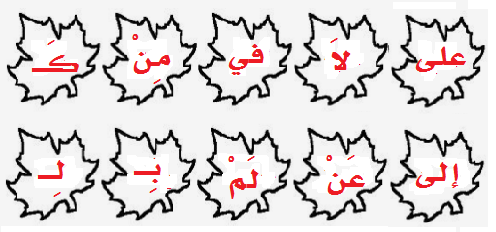 على لاَ في مِنْ كَـ
إلى عَنْ لَمْ بِـ لِـ